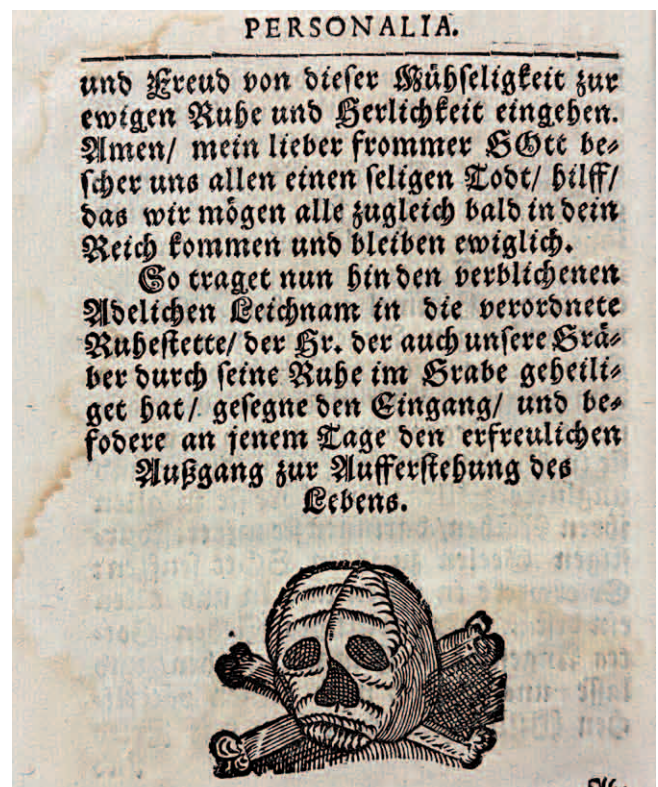 PERSONALIA.
und Freud von dieser Mühseligkeit zur
ewigen Ruhe und Herlichkeit eingehen.
Amen/ mein lieber frommer GOtt be⸗
scher uns allen einen seligen Todt/ hilff/
das wir mögen alle zugleich bald in dein
Reich kommen und bleiben ewiglich.
So traget nun hin den verblichenen
Adelichen Leichnam in die verordnete
Ruhestette/ der Hr. der auch unsere Grä⸗
ber durch seine Ruhe im Grabe geheili⸗
get hat/ gesegne den Eingang/ und be⸗
fodere an jenem Tage den erfreulichen
Außgang zur Aufferstehung des
Lebens.